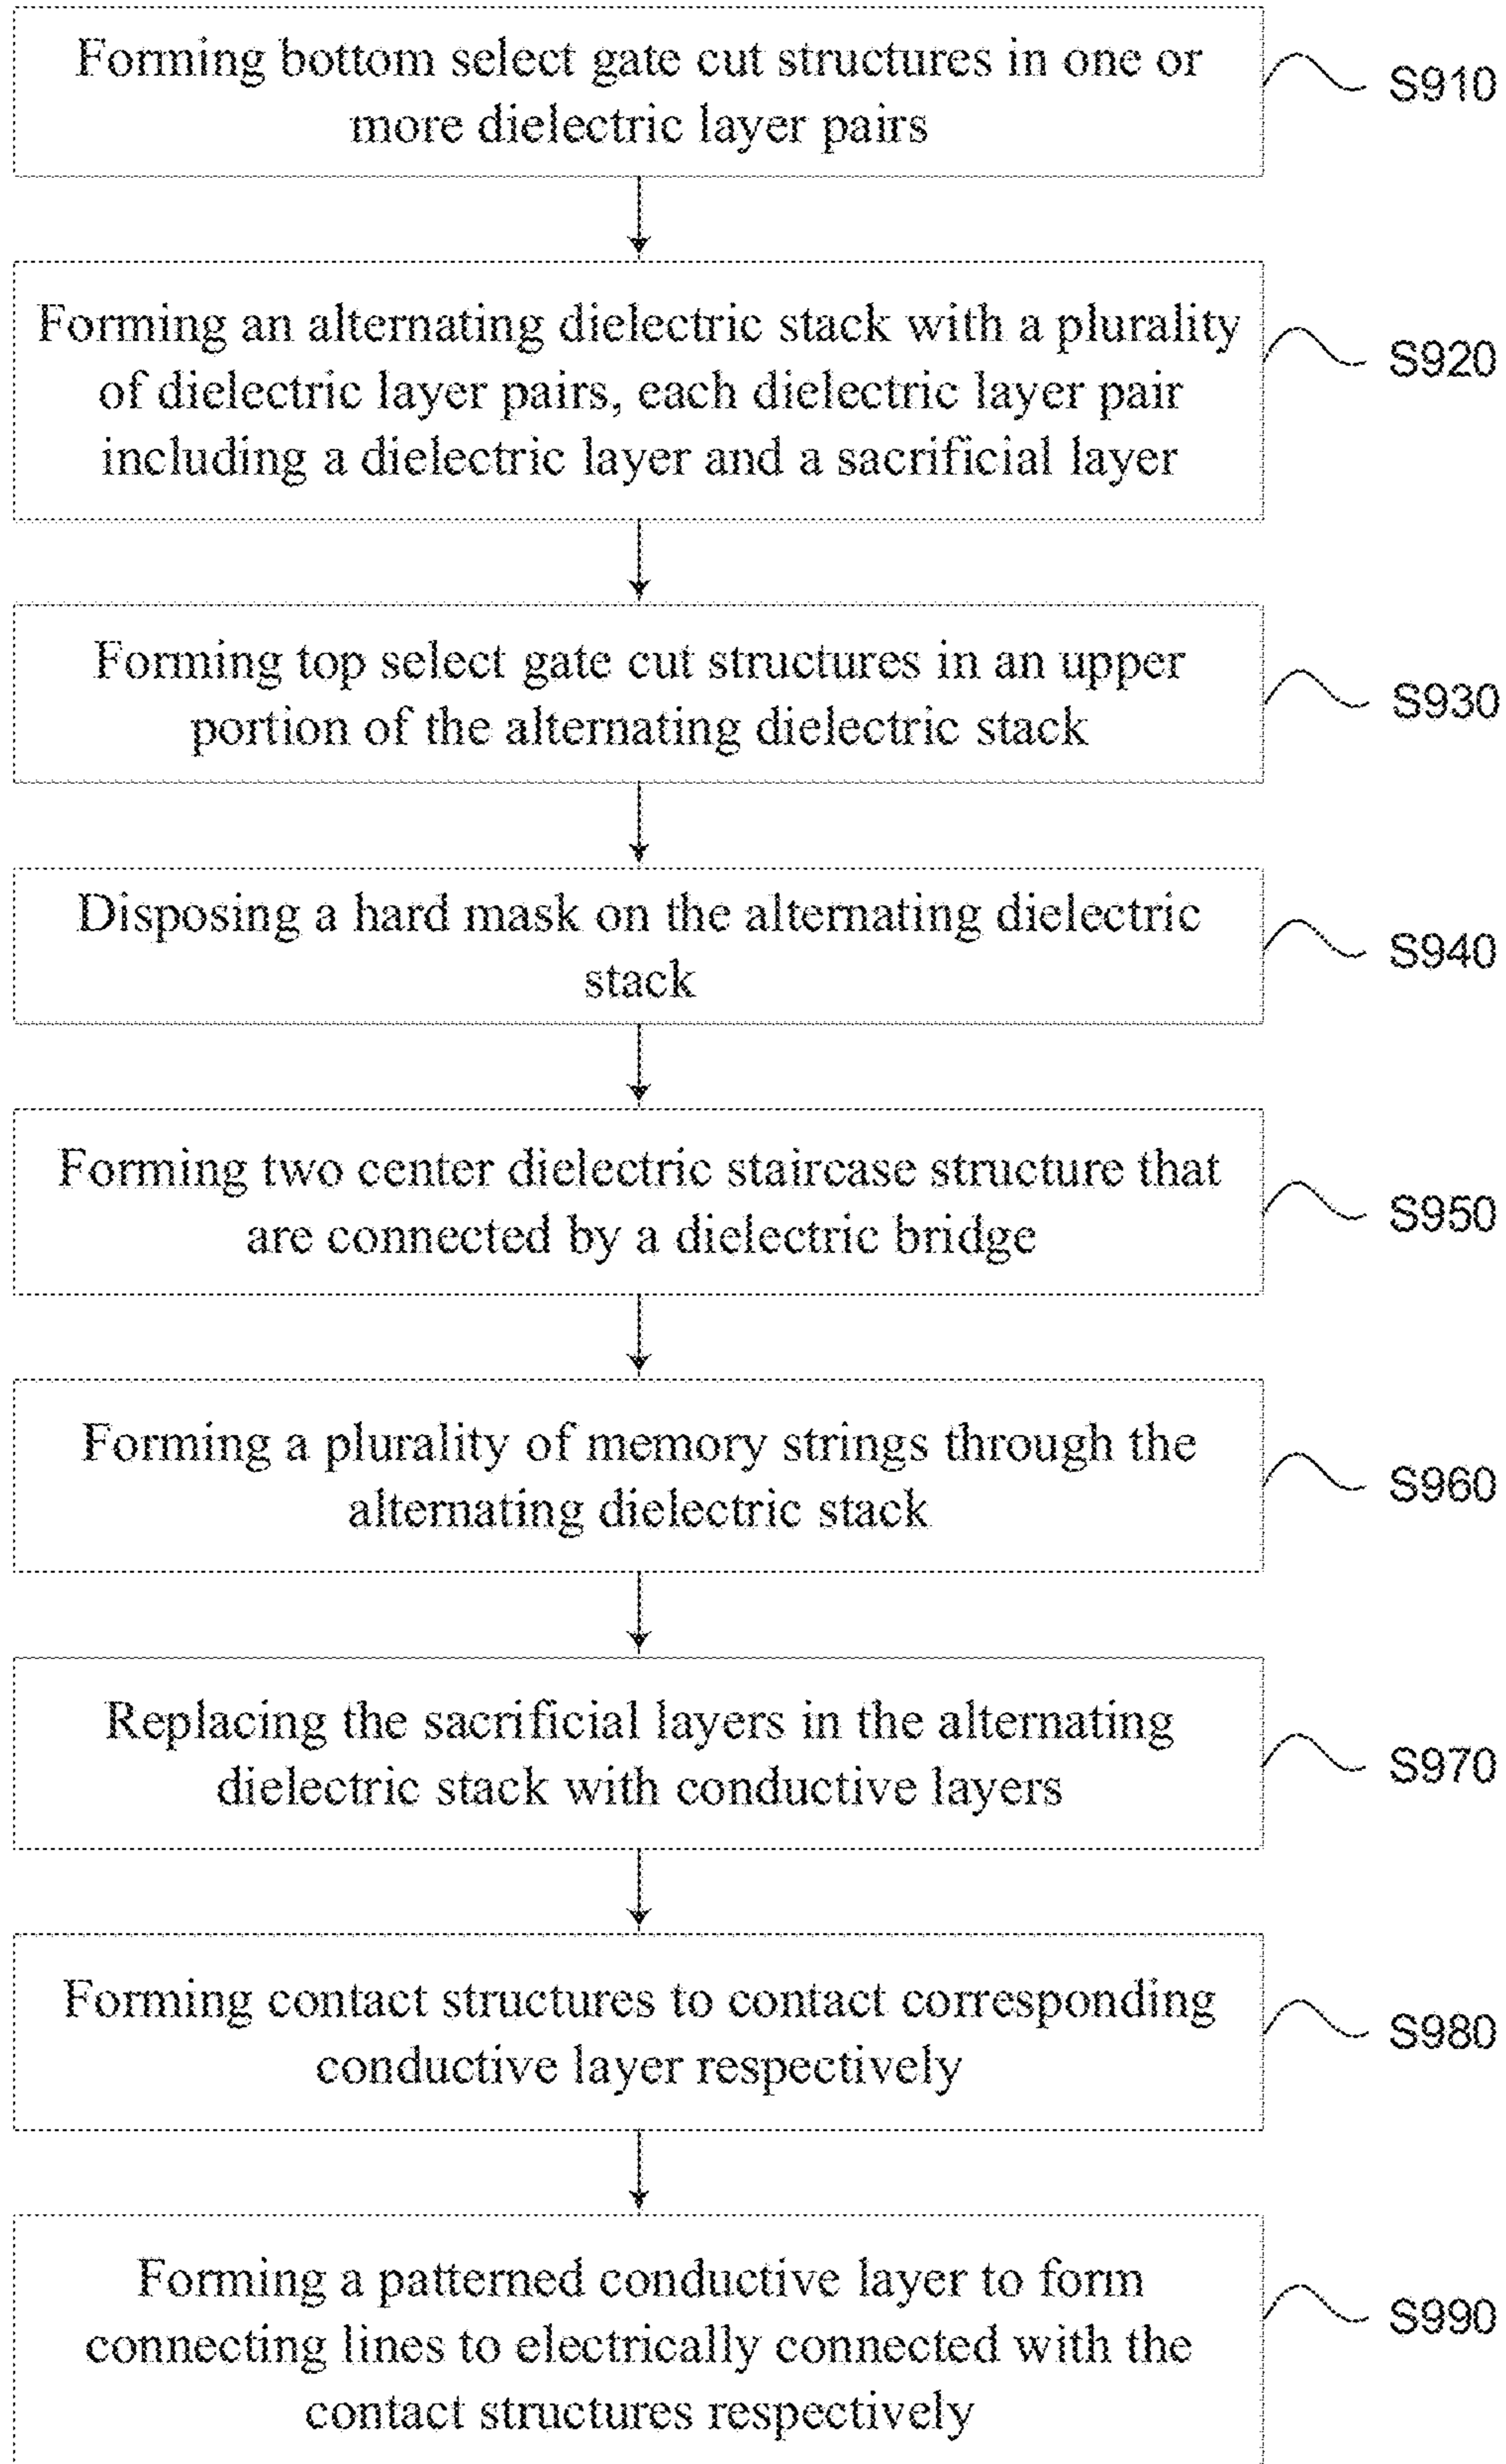 Forming bottom select gate cut structures in one or
more dielectric layer pairs
S910
Forming an alternating dielectric stack with a plurality
of dielectric layer pairs, each dielectric layer pair
including a dielectric layer and a sacrificial layer
S920
Forming top select gate cut structures in an upper
portion of the alternating dielectric stack
S930
Disposing a hard mask on the alternating dielectric
stack
S940
Forming two center dielectric staircase structure that
are connected by a dielectric bridge
S950
Forming a plurality of memory strings through the
alternating dielectric stack
S960
Replacing the sacrificial layers in the alternating
dielectric stack with conductive layers
S970
Forming contact structures to contact corresponding
conductive layer respectively
S980
Forming a patterned conductive layer to form
connecting lines to electrically connected with the
contact structures respectively
S990